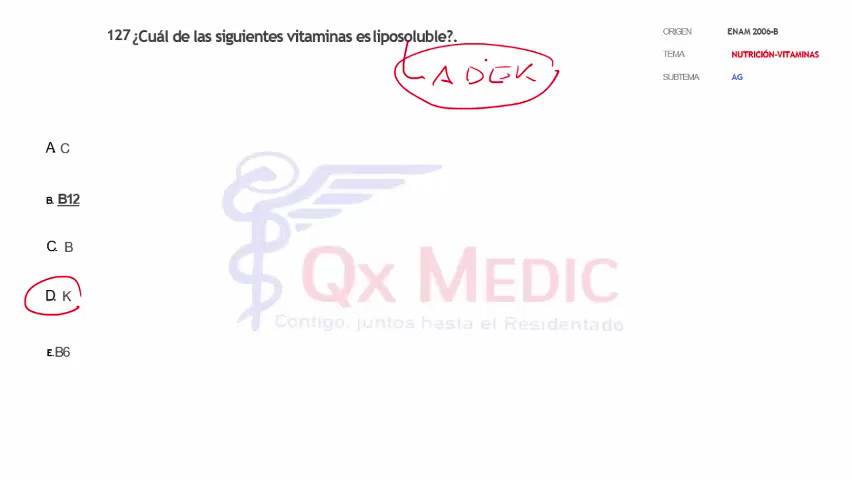 127 ¿Cuál de las siguientes vitaminas es liposoluble?.
ADEK
ORIGEN ENAM 2006-B
TEMA NUTRICIÓN-VITAMINAS
SUBTEMA AG
A. C
B. B12
C. B
D. K
E. B6
QX MEDIC
Contigo, juntos hasta el Residentado